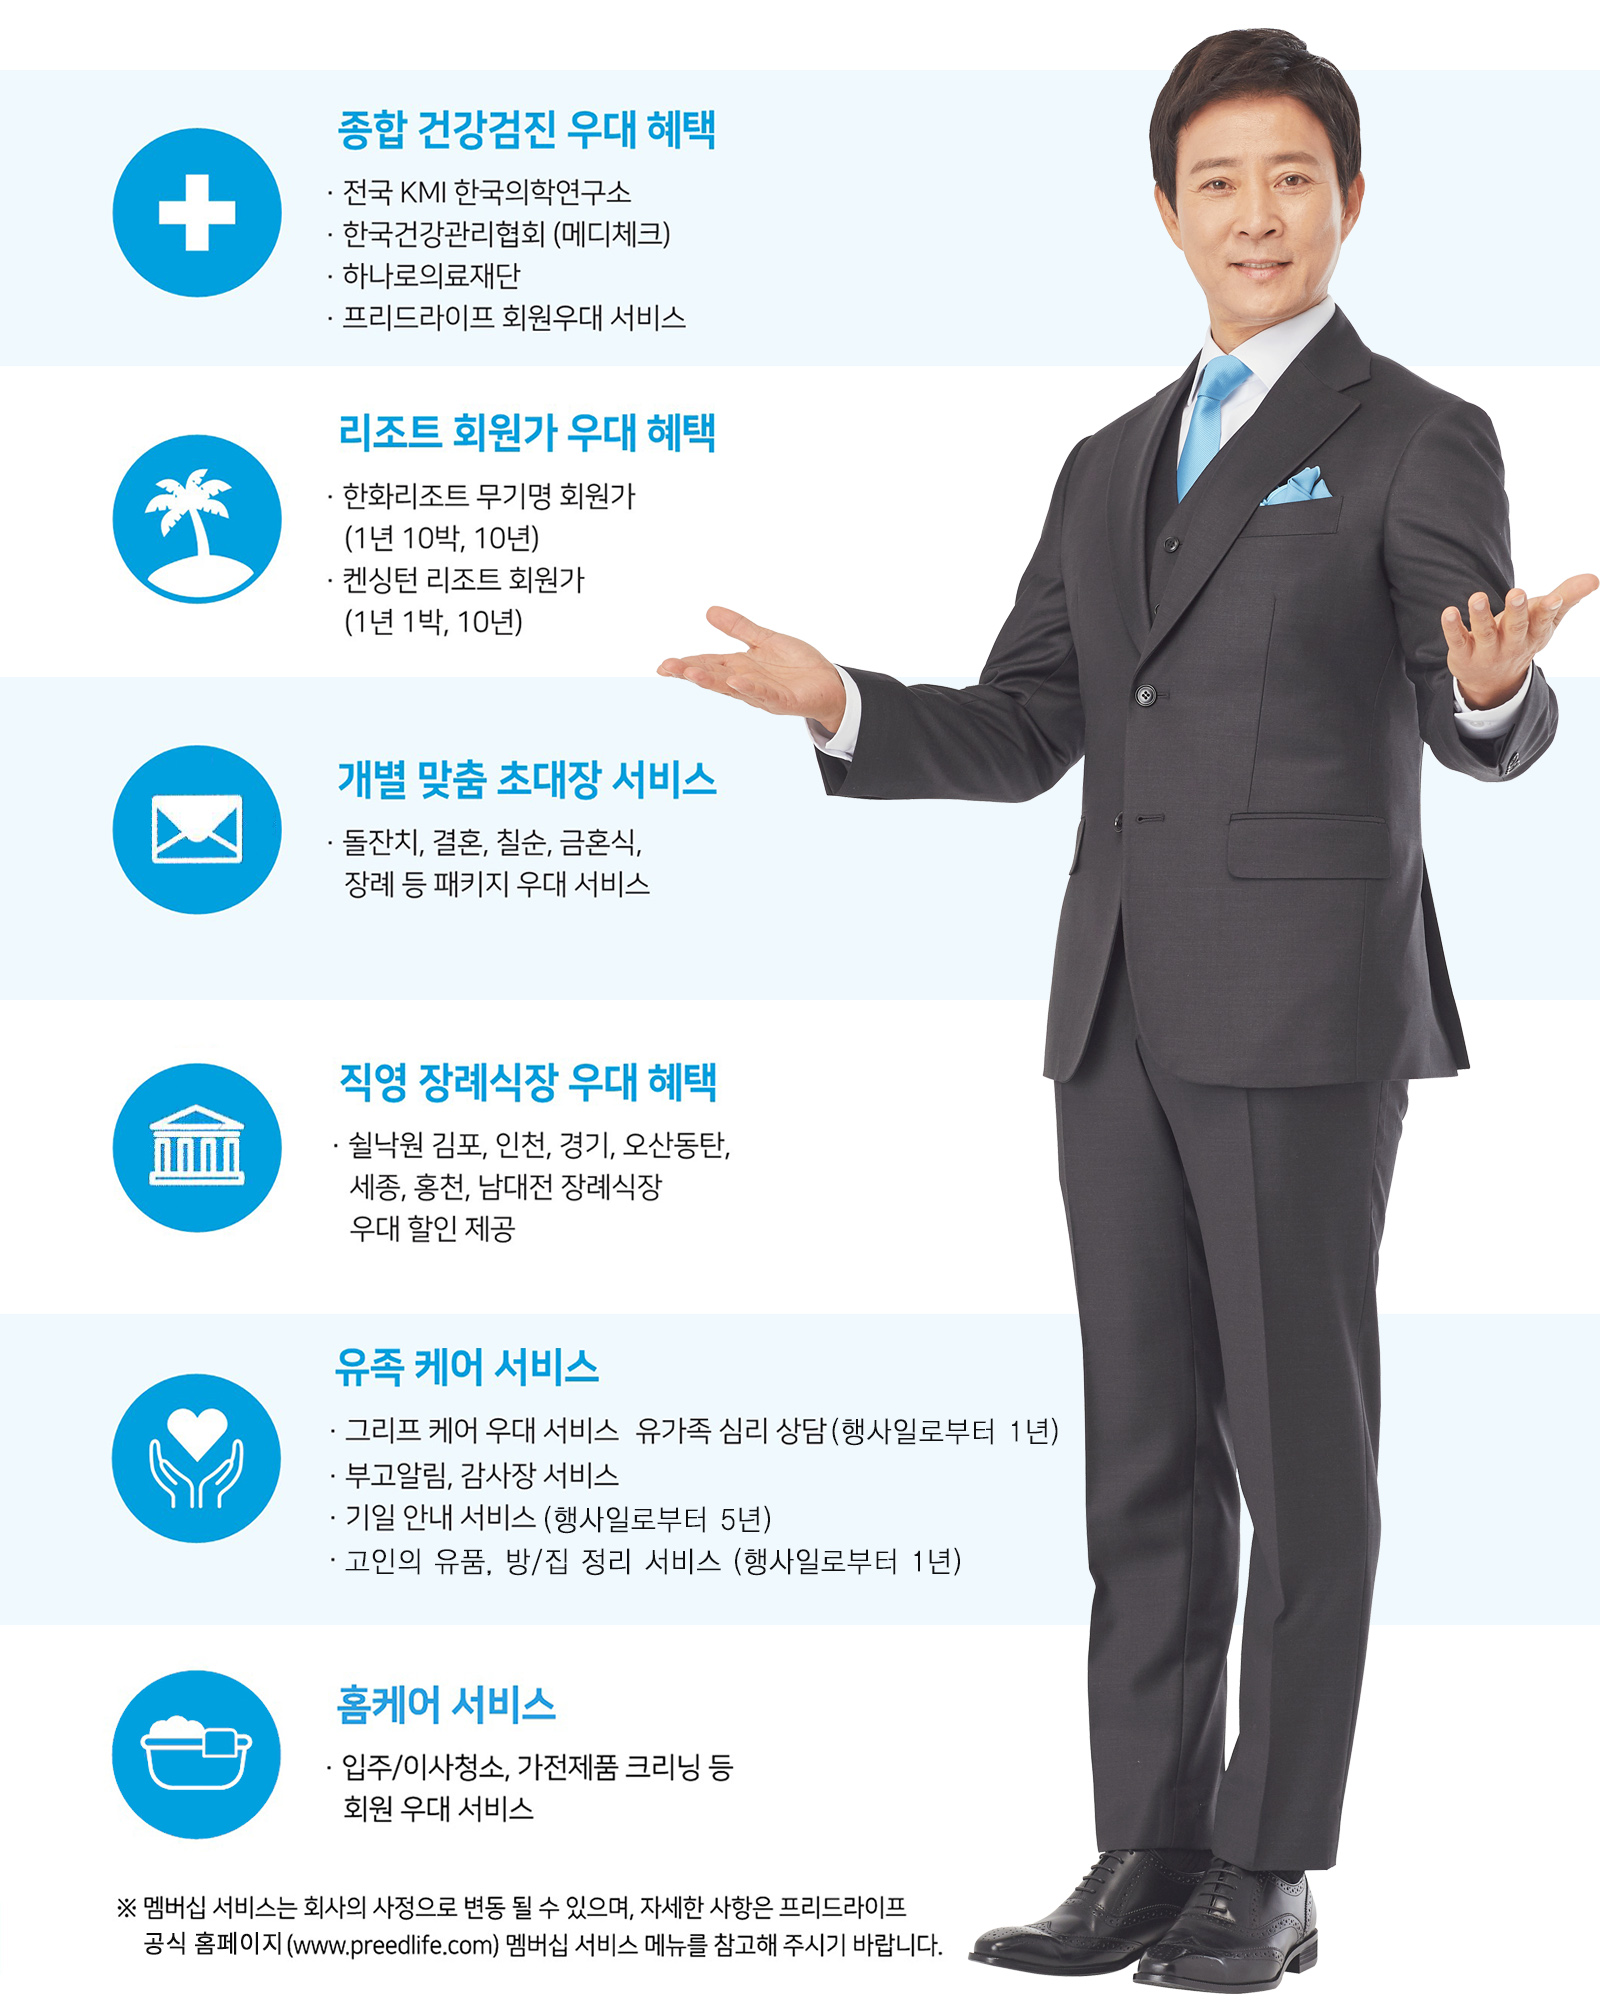 종합 건강검진 우대 혜택
· 전국 KMI 한국의학연구소
· 한국건강관리협회 (메디체크)
· 하나로의료재단
· 프리드라이프 회원우대 서비스
리조트 회원가 우대 혜택
· 한화리조트 무기명 회원가
(1년 10박, 10년)
· 켄싱턴 리조트 회원가
(1년 1박, 10년)
개별 맞춤 초대장 서비스
· 돌잔치, 결혼, 칠순, 금혼식,
장례 등 패키지 우대 서비스
직영 장례식장 우대 혜택
· 쉴낙원 김포, 인천, 경기, 오산동탄,
세종, 홍천, 남대전 장례식장
우대 할인 제공
유족 케어 서비스
· 그리프 케어 우대 서비스 유가족 심리 상담(행사일로부터 1년)
· 부고알림, 감사장 서비스
· 기일 안내 서비스 (행사일로부터 5년)
· 고인의 유품, 방/집 정리 서비스 (행사일로부터 1년)
홈케어 서비스
· 입주/이사청소, 가전제품 크리닝 등
회원 우대 서비스
※ 멤버십 서비스는 회사의 사정으로 변동 될 수 있으며, 자세한 사항은 프리드라이프
공식 홈페이지(www.preedlife.com) 멤버십 서비스 메뉴를 참고해 주시기 바랍니다.